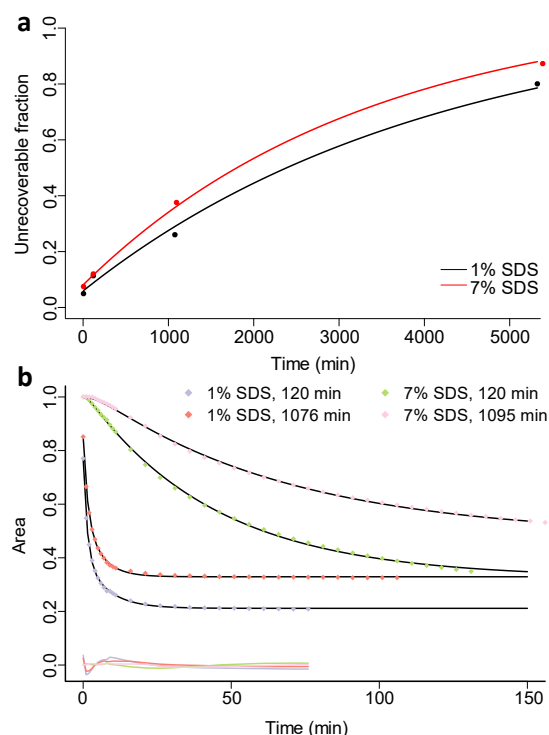 a
Unrecoverable fraction
1.0
0.8
0.6
0.4
0.2
0.0
1% SDS
7% SDS
0 1000 2000 3000 4000 5000
Time (min)
b
1% SDS, 120 min 7% SDS, 120 min
1% SDS, 1076 min 7% SDS, 1095 min
Area
1.0
0.8
0.6
0.4
0.2
0.0
0 50 100 150
Time (min)